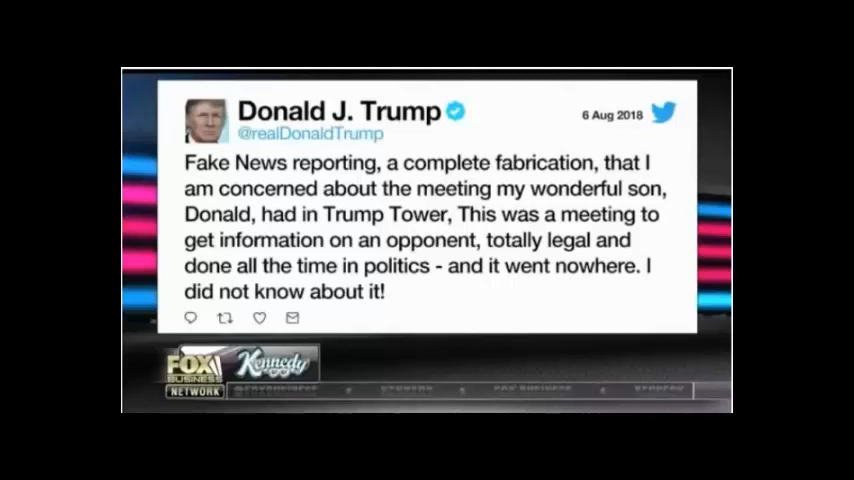 Donald J. Trump
@realDonaldTrump
6 Aug 2018
Fake News reporting, a complete fabrication, that I
am concerned about the meeting my wonderful son,
Donald, had in Trump Tower, This was a meeting to
get information on an opponent, totally legal and
done all the time in politics - and it went nowhere. I
did not know about it!
FOX
BUSINESS
NETWORK
Kennedy